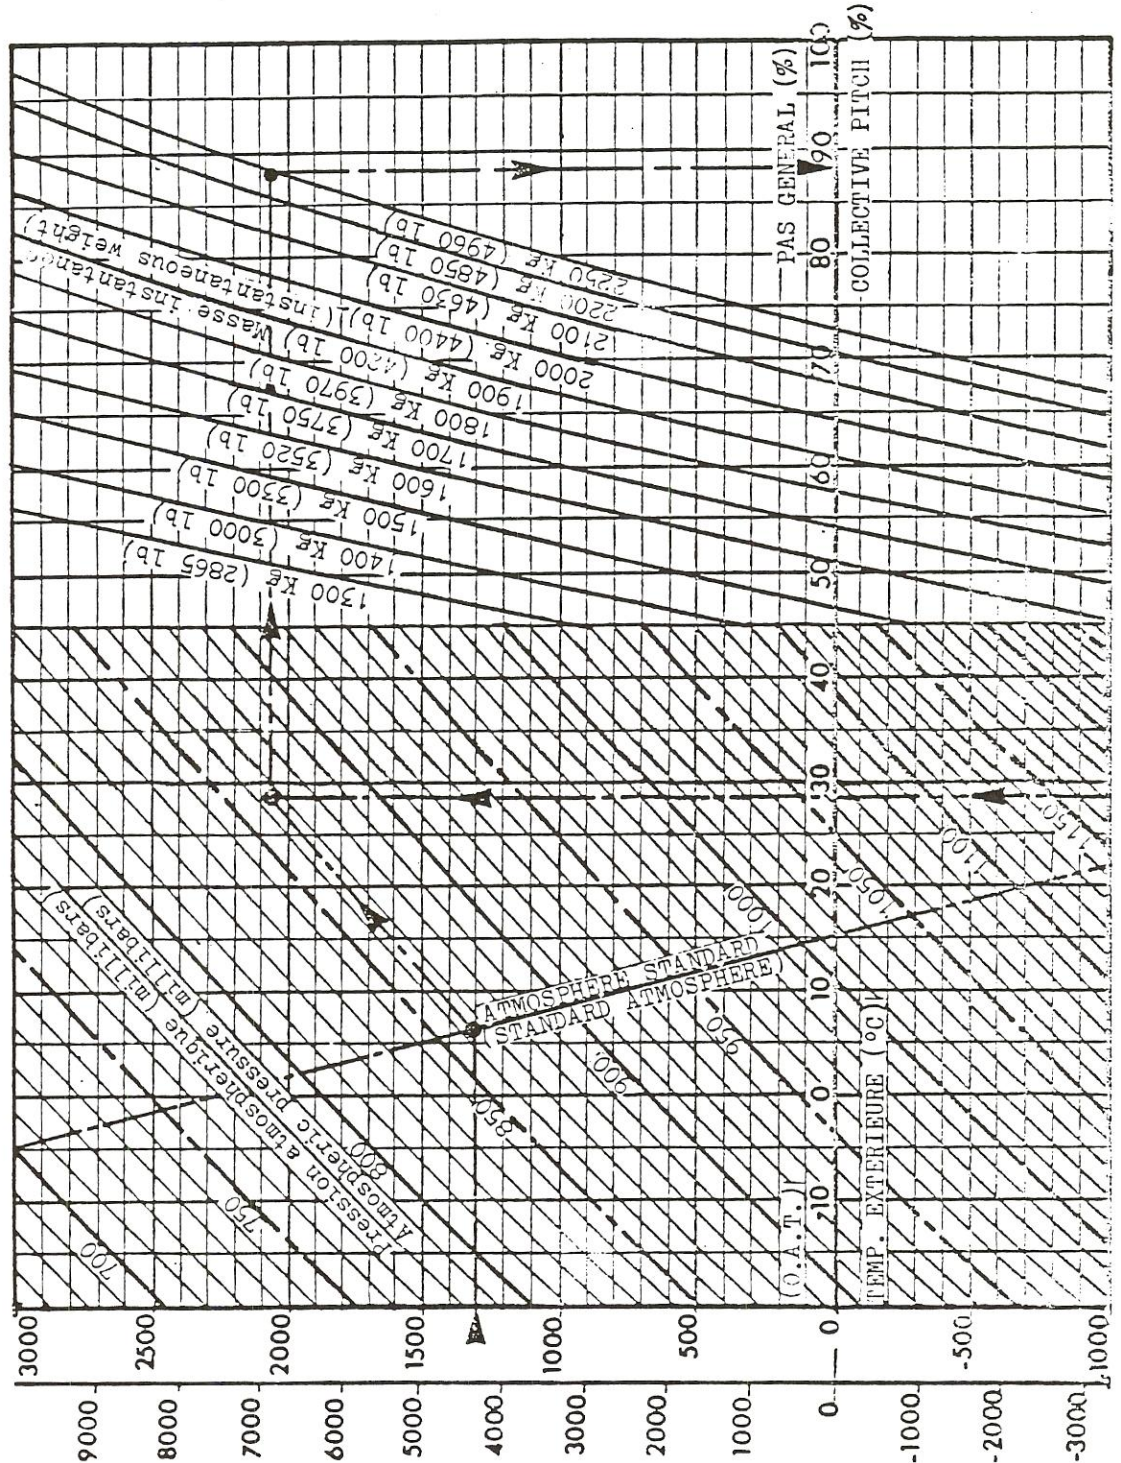 PAS GENERAL (%)
COLLECTIVE PITCH (%)
50
60
70
80
90
100
2250 Kg (4960 lb)
2200 Kg (4850 lb)
2100 Kg (4630 lb)
2000 Kg (4400 lb)
1900 Kg (4200 lb)
1800 Kg (3970 lb)
1700 Kg (3750 lb)
1600 Kg (3520 lb)
1500 Kg (3300 lb)
1400 Kg (3000 lb)
1300 Kg (2865 lb)
Masse instantanée
(instantaneous weight)
Pression atmospherique (millibars)
Atmospheric pressure (millibars)
700
750
800
850
900
950
1000
1050
1100
1150
ATMOSPHÈRE STANDARD
(STANDARD ATMOSPHERE)
(O.A.T.)
TEMP. EXTERIEURE (°C)
-10
0
10
20
30
40
3000
2500
2000
1500
1000
500
0
-500
-1000
9000
8000
7000
6000
5000
4000
3000
2000
1000
0
-1000
-2000
-3000